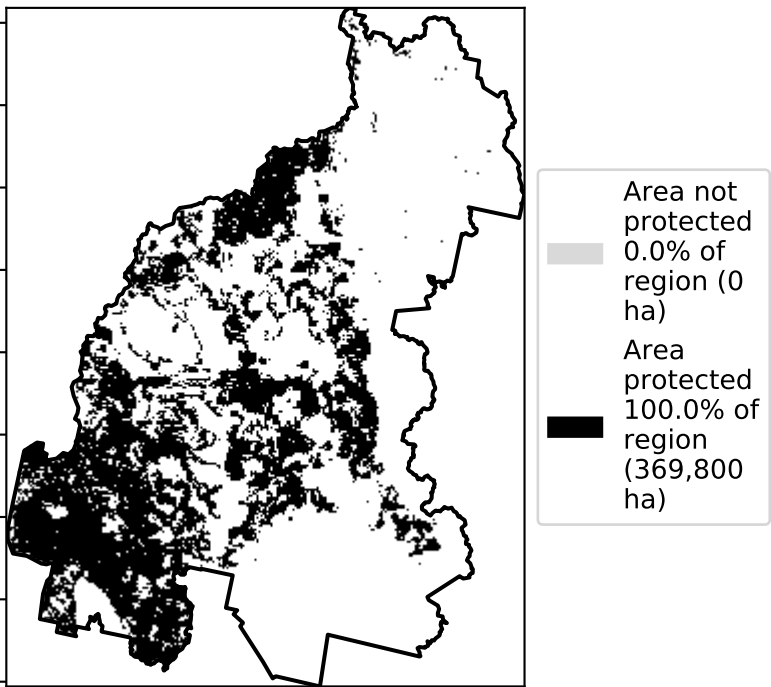 Area not
protected
0.0% of
region (0
ha)
Area
protected
100.0% of
region
(369,800
ha)